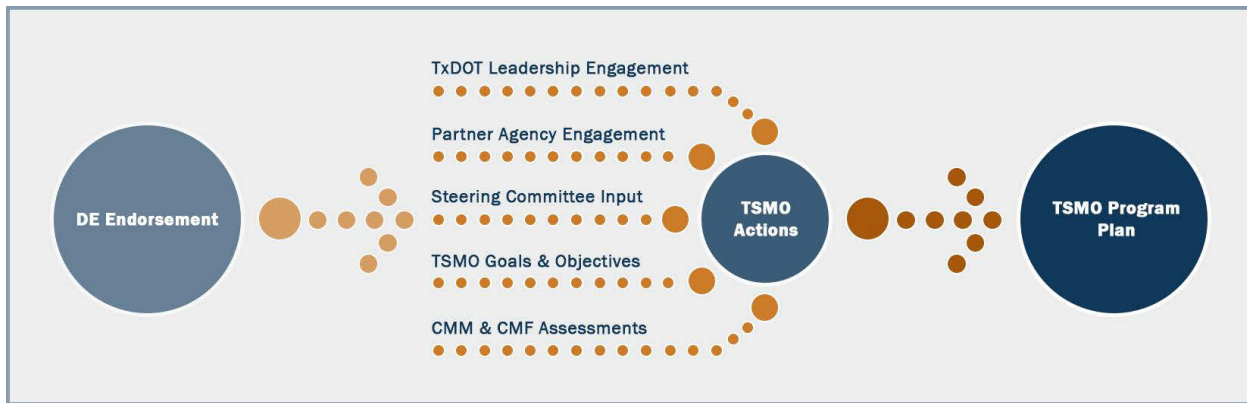 DE Endorsement
TxDOT Leadership Engagement
Partner Agency Engagement
Steering Committee Input
TSMO Goals & Objectives
CMM & CMF Assessments
TSMO
Actions
TSMO Program
Plan